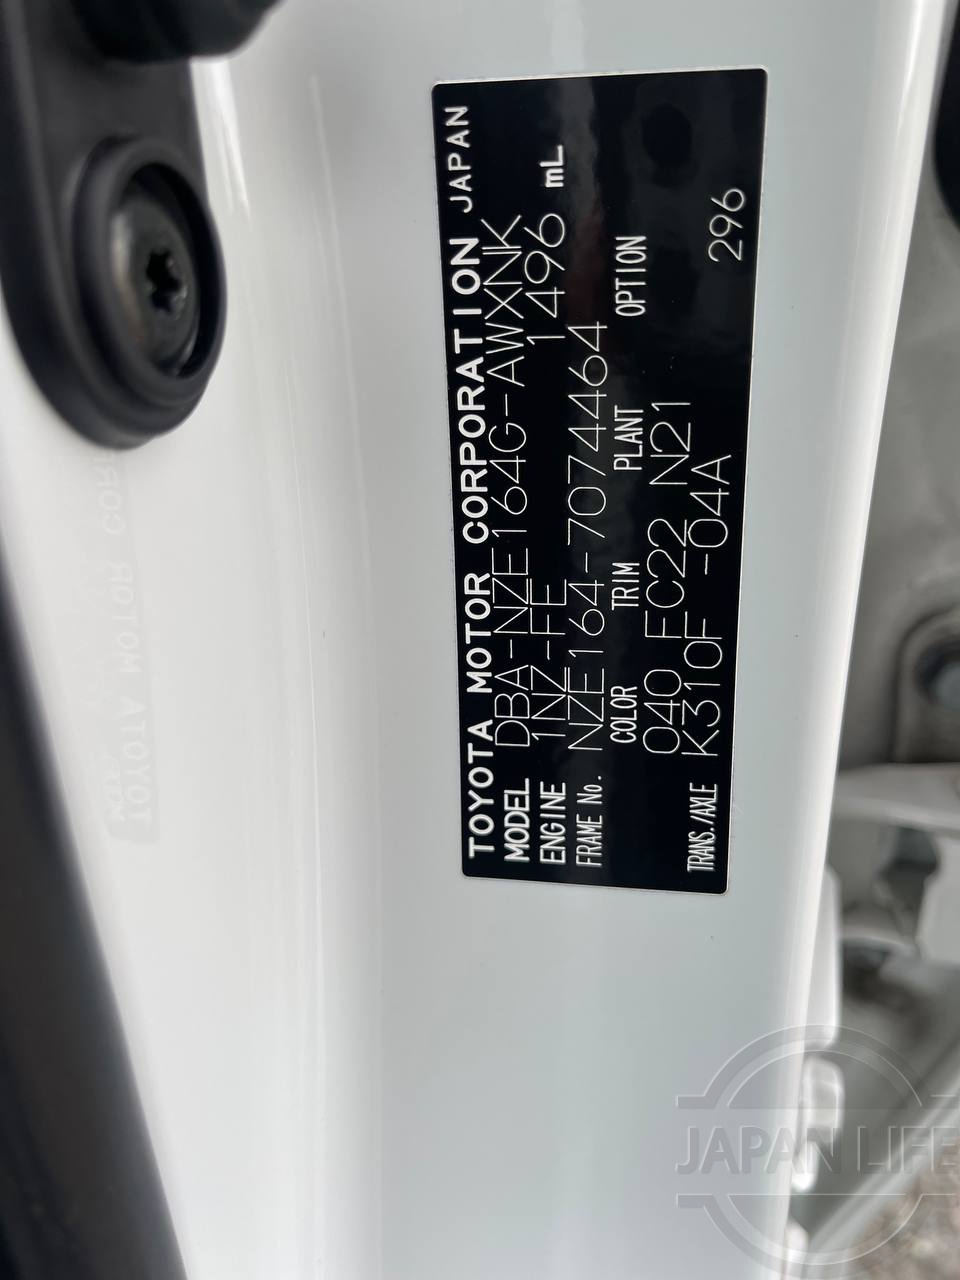 TOYOTA MOTOR CORPORATION JAPAN
MODEL DBA-NZE164G-AWXNK
ENGINE 1NZ-FE 1496 mL
FRAME No. NZE164-7074464
COLOR TRIM PLANT OPTION
040 FC22 N21
TRANS./AXLE K310F -04A 296
JAPAN LIFE